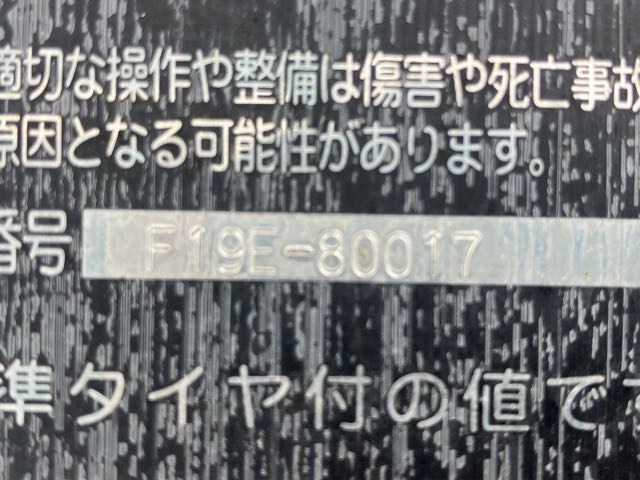 適切な操作や整備は傷害や死亡事故
原因となる可能性があります。
番号 F19E-80017
準タイヤ付の値です